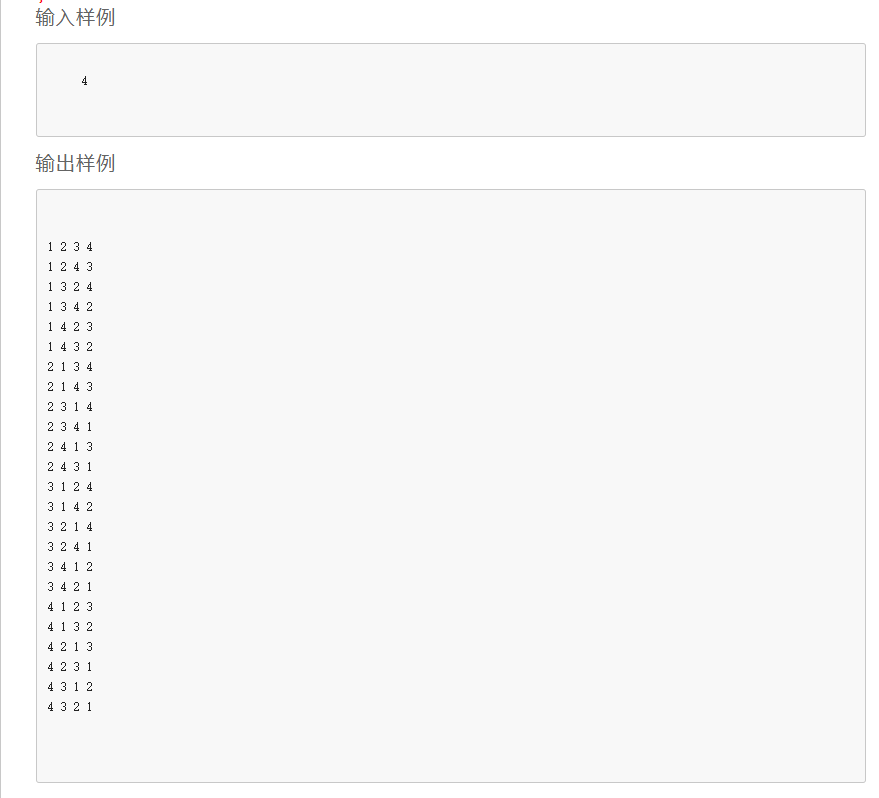 输入样例
4
输出样例
1 2 3 4
1 2 4 3
1 3 2 4
1 3 4 2
1 4 2 3
1 4 3 2
2 1 3 4
2 1 4 3
2 3 1 4
2 3 4 1
2 4 1 3
2 4 3 1
3 1 2 4
3 1 4 2
3 2 1 4
3 2 4 1
3 4 1 2
3 4 2 1
4 1 2 3
4 1 3 2
4 2 1 3
4 2 3 1
4 3 1 2
4 3 2 1